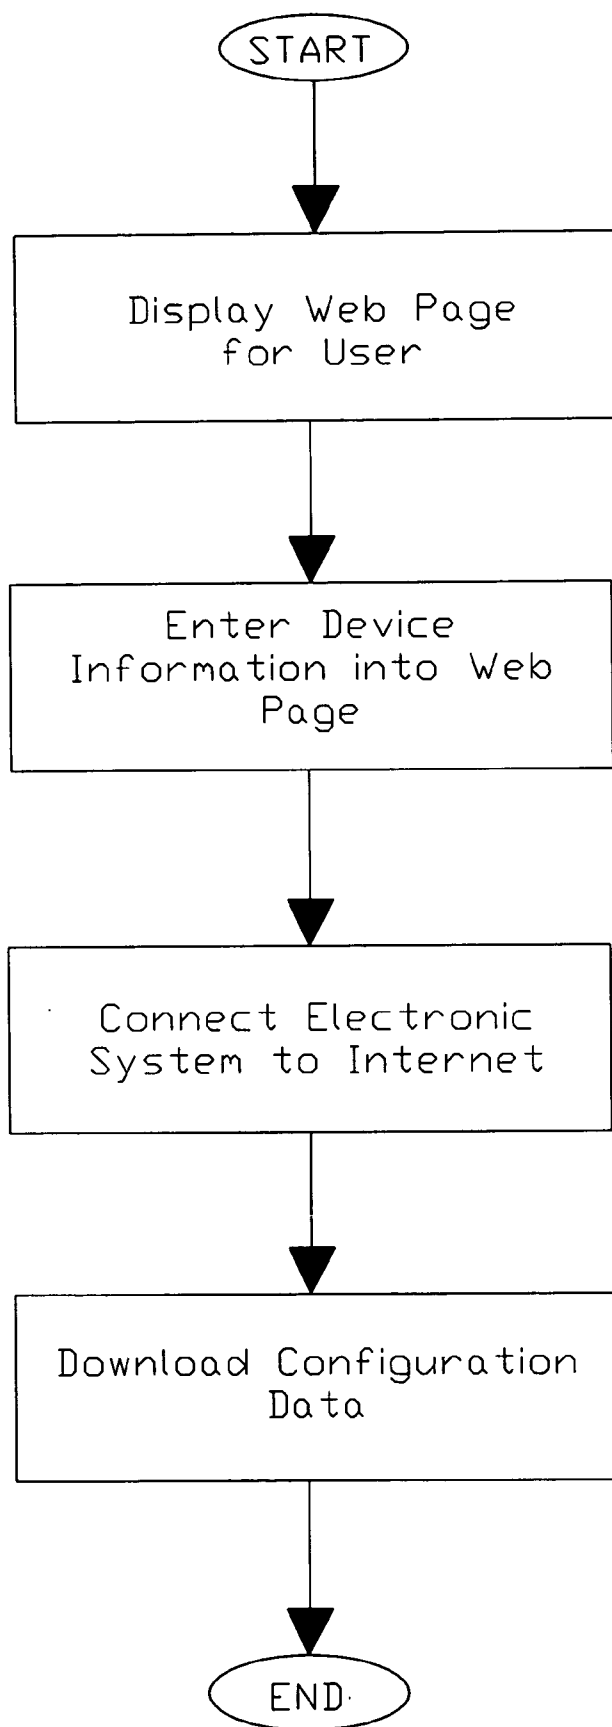 START
Display Web Page
for User
Enter Device
Information into Web
Page
Connect Electronic
System to Internet
Download Configuration
Data
END